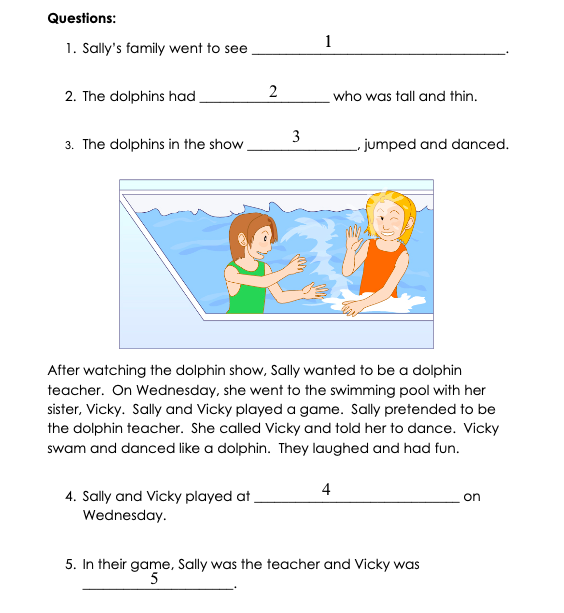 Questions:
1. Sally's family went to see ______1______.
2. The dolphins had ______2______ who was tall and thin.
3. The dolphins in the show ______3______, jumped and danced.
After watching the dolphin show, Sally wanted to be a dolphin
teacher. On Wednesday, she went to the swimming pool with her
sister, Vicky. Sally and Vicky played a game. Sally pretended to be
the dolphin teacher. She called Vicky and told her to dance. Vicky
swam and danced like a dolphin. They laughed and had fun.
4. Sally and Vicky played at ______4______ on
Wednesday.
5. In their game, Sally was the teacher and Vicky was
______5______.